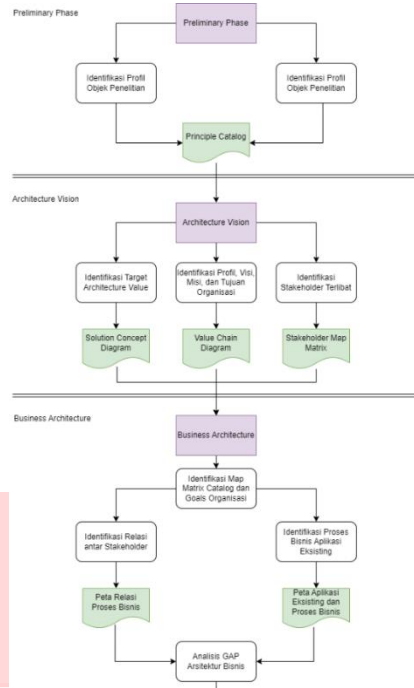 Preliminary Phase
Preliminary Phase
Identifikasi Profil
Objek Penelitian
Identifikasi Profil
Objek Penelitian
Principle Catalog
Architecture Vision
Architecture Vision
Identifikasi Target
Architecture Value
Identifikasi Profil, Visi,
Misi, dan Tujuan
Organisasi
Identifikasi
Stakeholder Terlibat
Solution Concept
Diagram
Value Chain
Diagram
Stakeholder Map
Matrix
Business Architecture
Business Architecture
Identifikasi Map
Matrix Catalog dan
Goals Organisasi
Identifikasi Relasi
antar Stakeholder
Identifikasi Proses
Bisnis Aplikasi
Eksisting
Peta Relasi
Proses Bisnis
Peta Aplikasi
Eksisting dan
Proses Bisnis
Analisis GAP
Arsitektur Bisnis